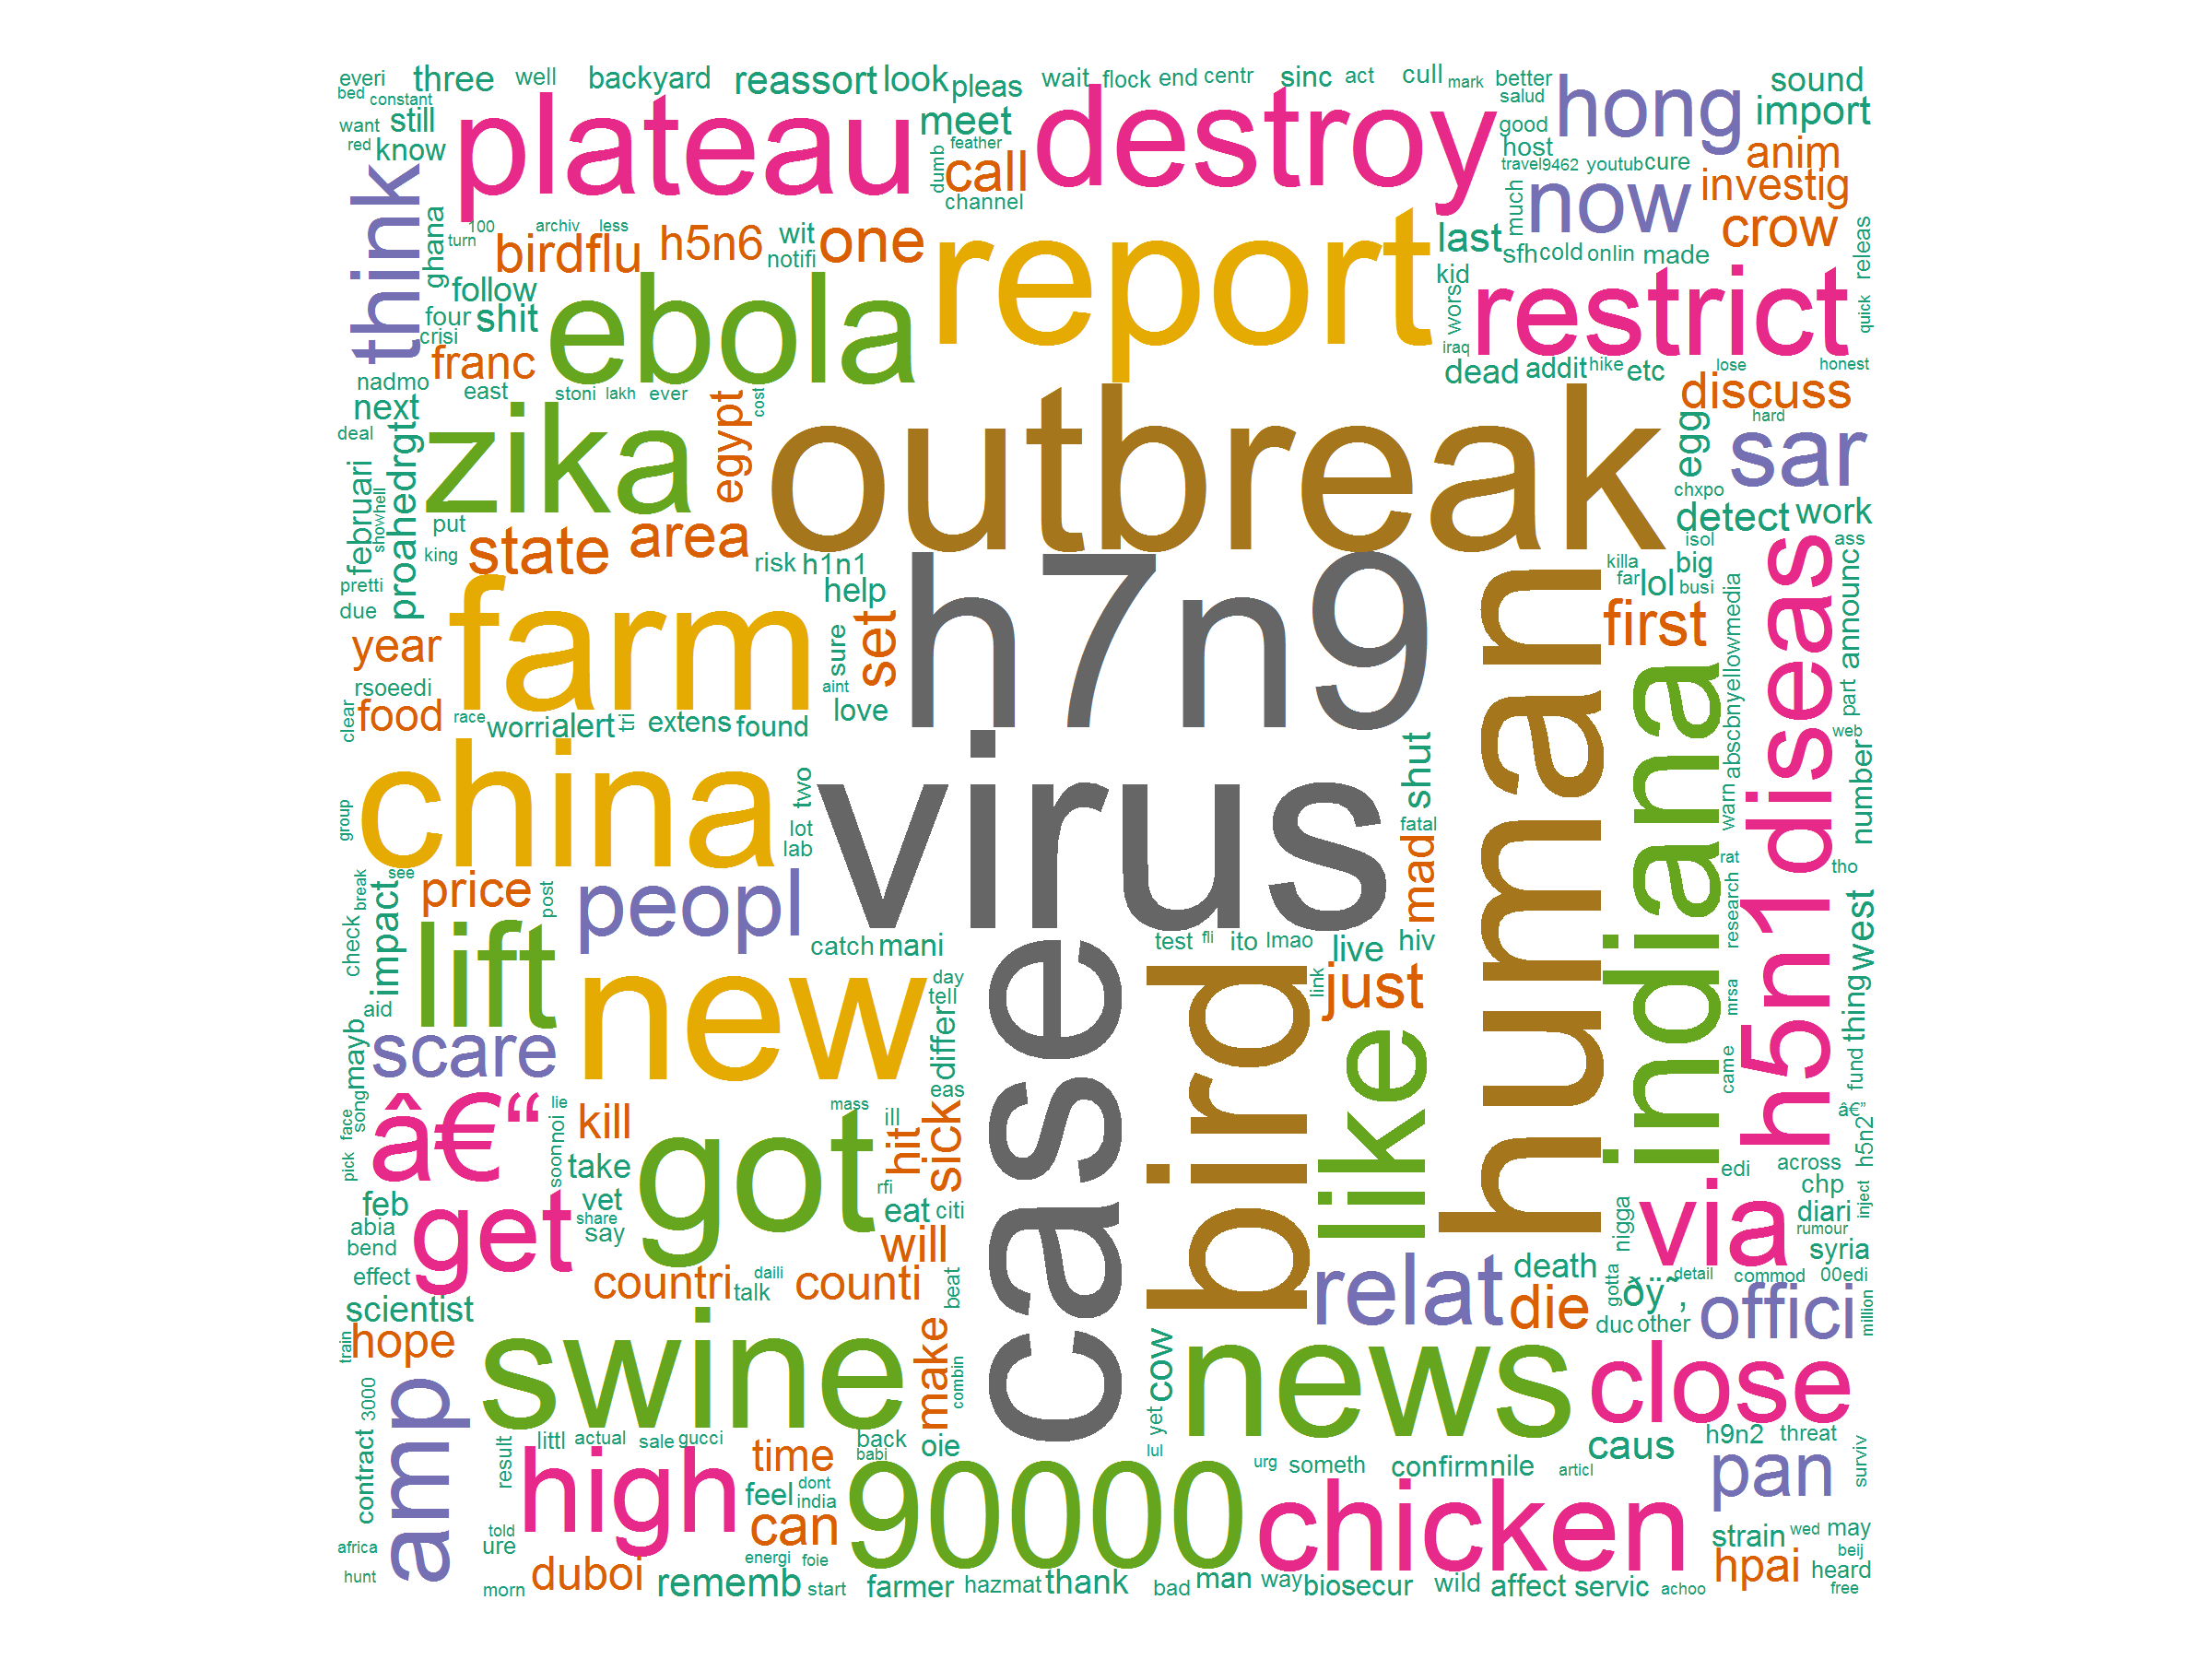 everi three well backyard reassort look pleas wait flock end centr sinc act cull mark better hong sound
bed constant plateau destroy salud import
want still meet good
red know feather host anim
think dumb call travel9462 youtub cure investig
channel much now crow
ghana turn 100 archiv less wit one report last sfh cold onlin made releas
birdflu h5n6 notifi
follow ebola kid restrict quick
four shit wors
crisi iraq
franc dead addit hike etc lose honest
nadmo east stoni lakh ever cost outbreak discuss
next zika egypt egg hard sar
deal proahedrgt chxpo
februari show hell detect work
put area isol ass
king state risk h1n1 h7n9 human killa big diseas announc
pretti help far lol busi
due farm set first abscbnyellowmedia
year sure indiana part
rsoeedi aint
food race worri alert tri extens found love web
clear number
china two virus shut warn h5n1
group lot fatal
lab mad rat tho
see price peopl research
break impact post west
check lift catch mani case bird test fli ito lmao live hiv
aid new day link just mrsa thing
mayb scare tell like came fund
differ
song lie eas â€”
face â€“ kill mass ill h5n2
pick soon noi got hit sick edi across
take rfi chp
feb get vet eat citi via diari inject
abia share say nigga rumour
bend will syria
effect countri talk daili counti beat relat death gotta ðŸ˜‚ detail commod 00edi
scientist die offici million
train hope swine make combin cow news duc other close
amp
contract 3000 result littl actual sale gucci back oie yet caus h9n2 threat
babi lul pan surviv
high time 90000 urg someth confirm nile articl
feel dont chicken
told india can strain wed may
africa ure energi foie hpai beij
hunt duboi heard
morn rememb start farmer hazmat thank bad man way biosecur wild affect servic achoo free